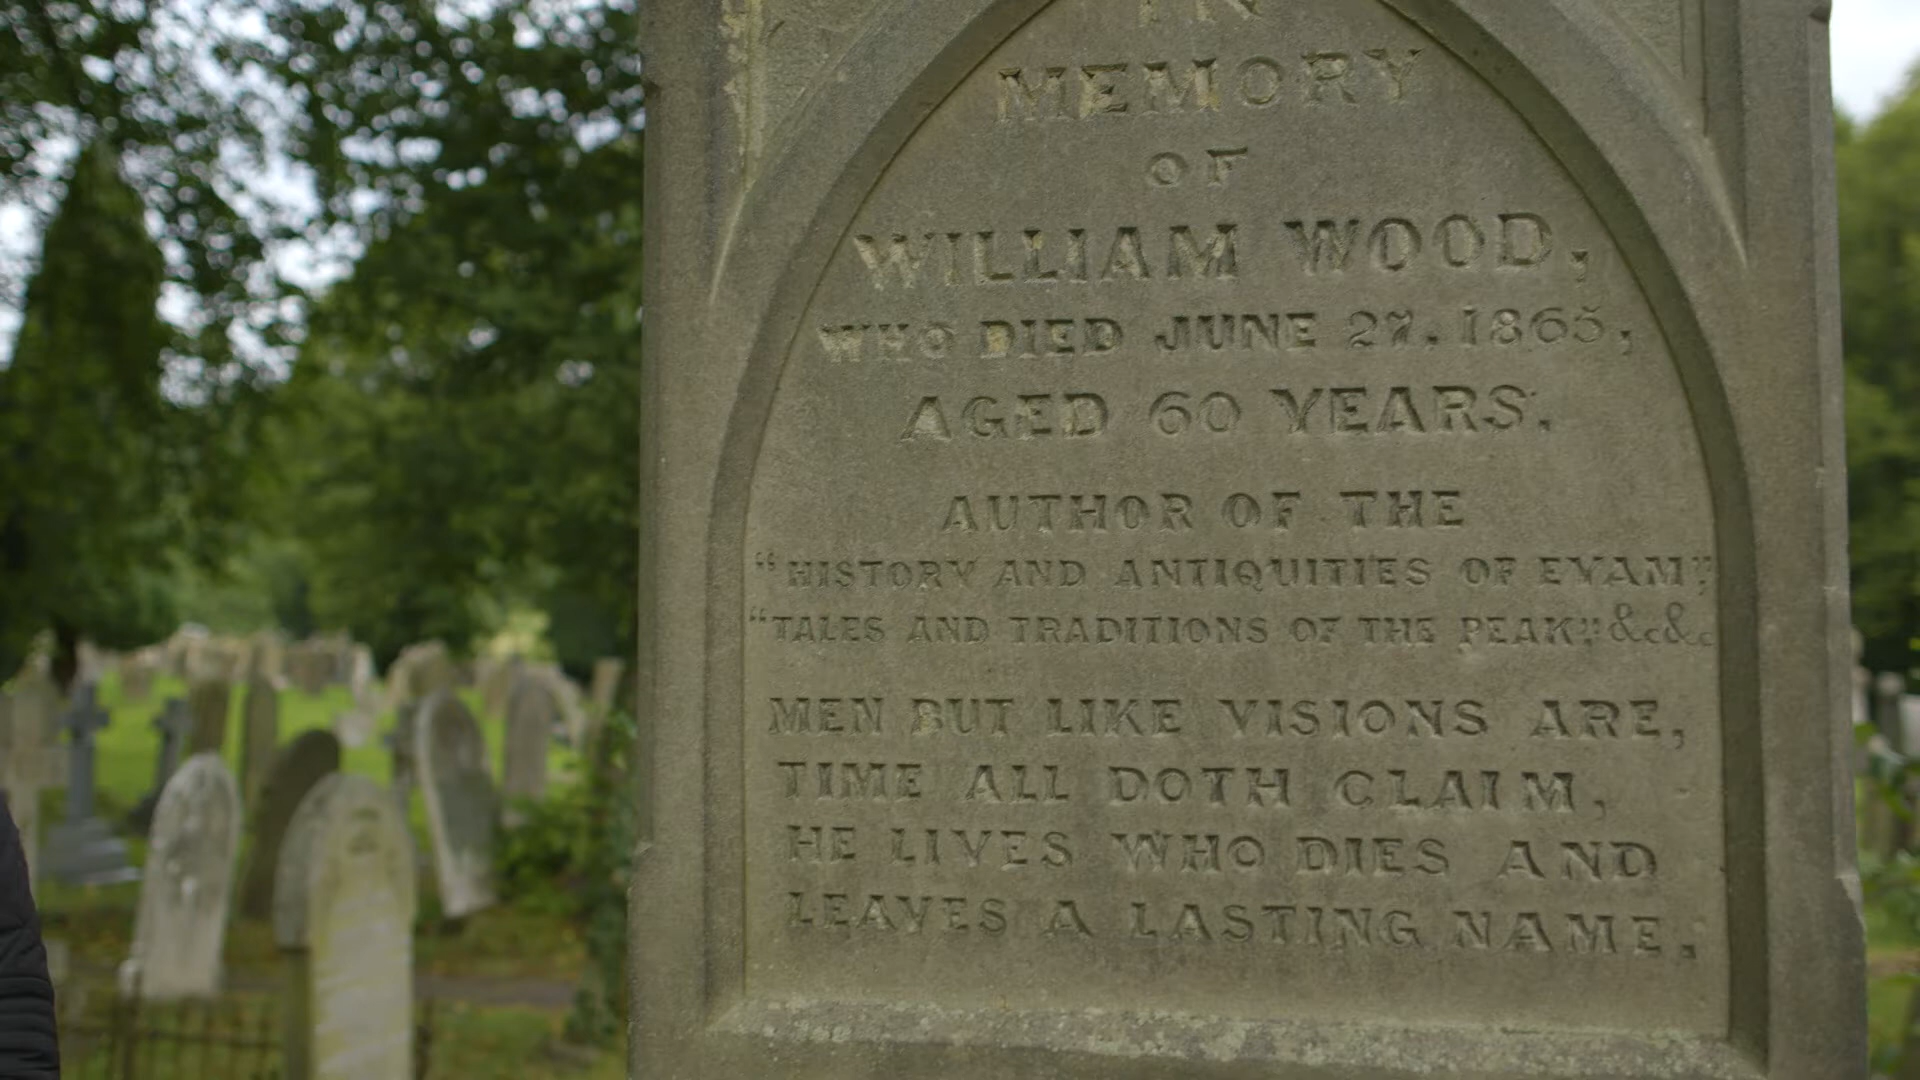 IN
MEMORY
OF
WILLIAM WOOD,
WHO DIED JUNE 27. 1865,
AGED 60 YEARS.
AUTHOR OF THE
"HISTORY AND ANTIQUITIES OF EYAM",
"TALES AND TRADITIONS OF THE PEAK", &c &c
MEN BUT LIKE VISIONS ARE,
TIME ALL DOTH CLAIM,
HE LIVES WHO DIES AND
LEAVES A LASTING NAME.